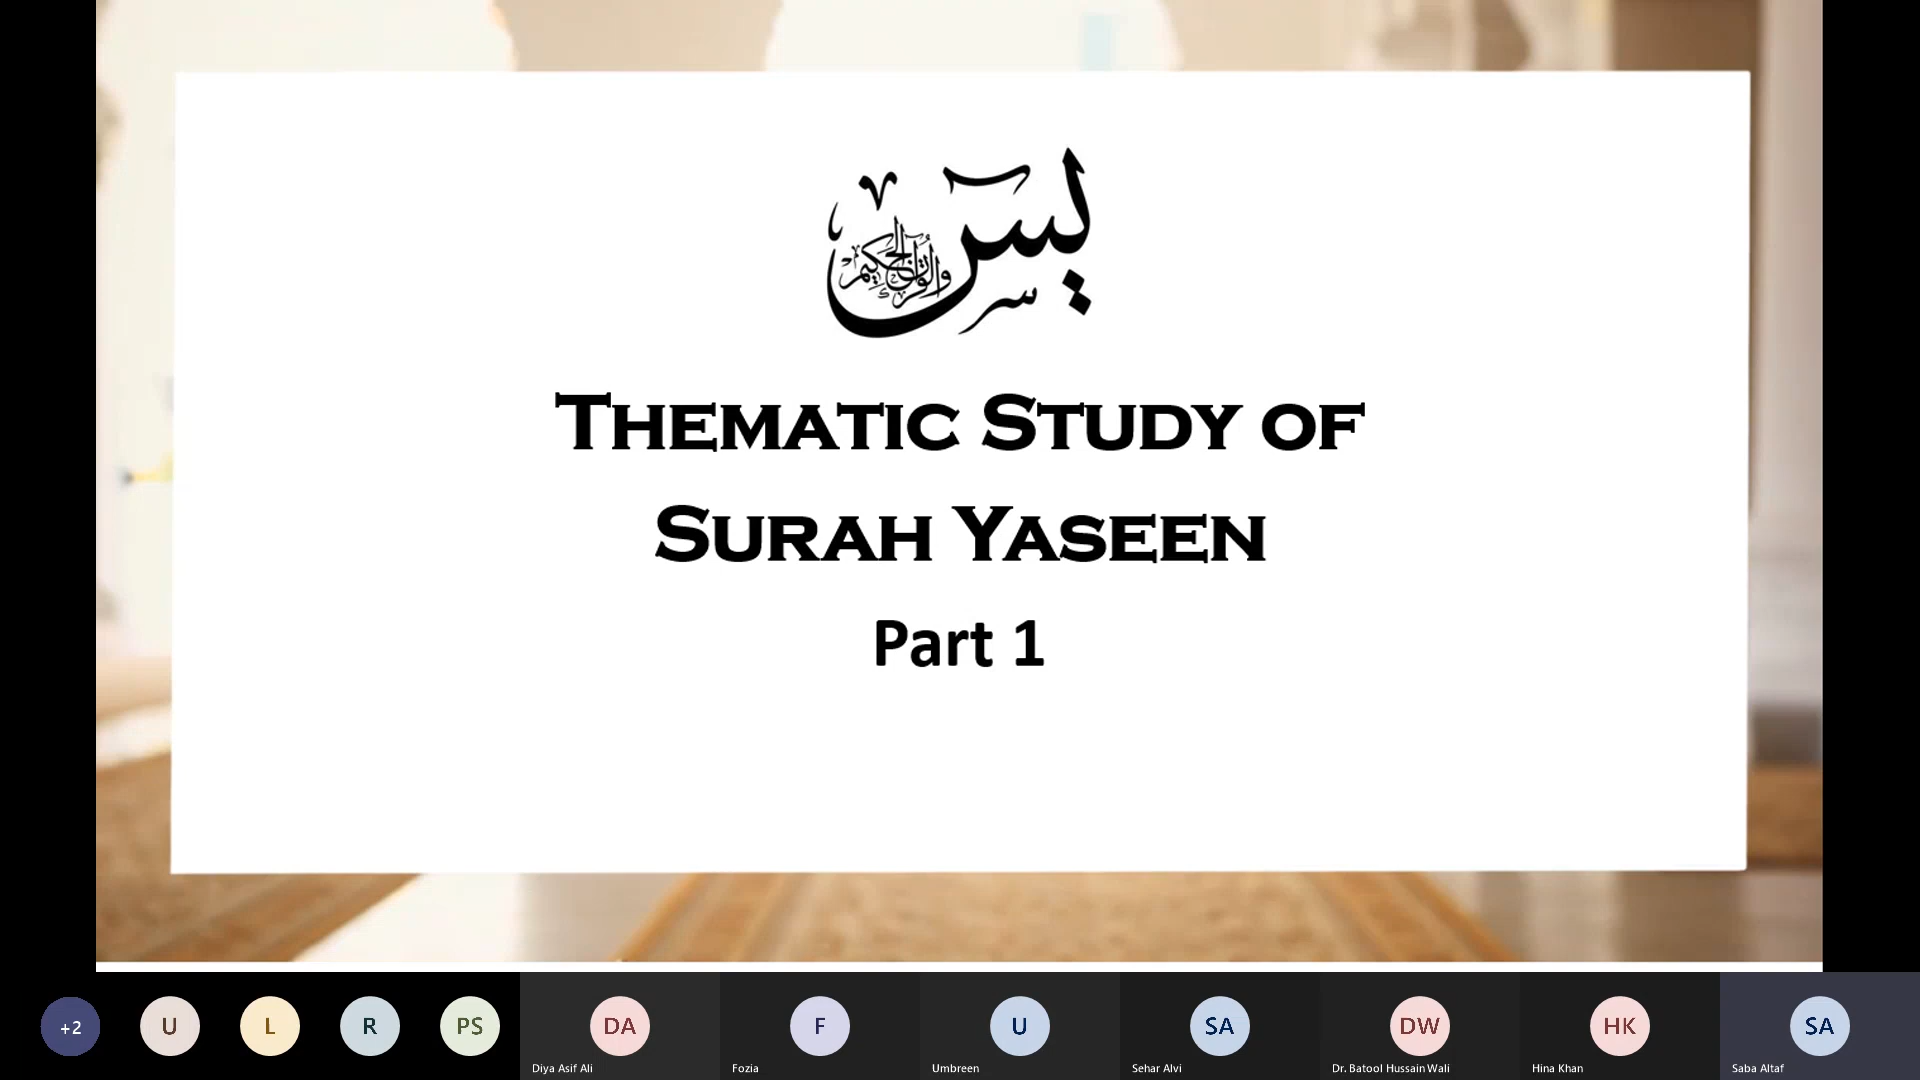 يس
والقرآن الحكيم
THEMATIC STUDY OF
SURAH YASEEN
Part 1
+2
U
L
R
PS
DA
F
U
SA
DW
HK
SA
Diya Asif Ali
Fozia
Umbreen
Sehar Alvi
Dr. Batool Hussain Wali
Hina Khan
Saba Altaf